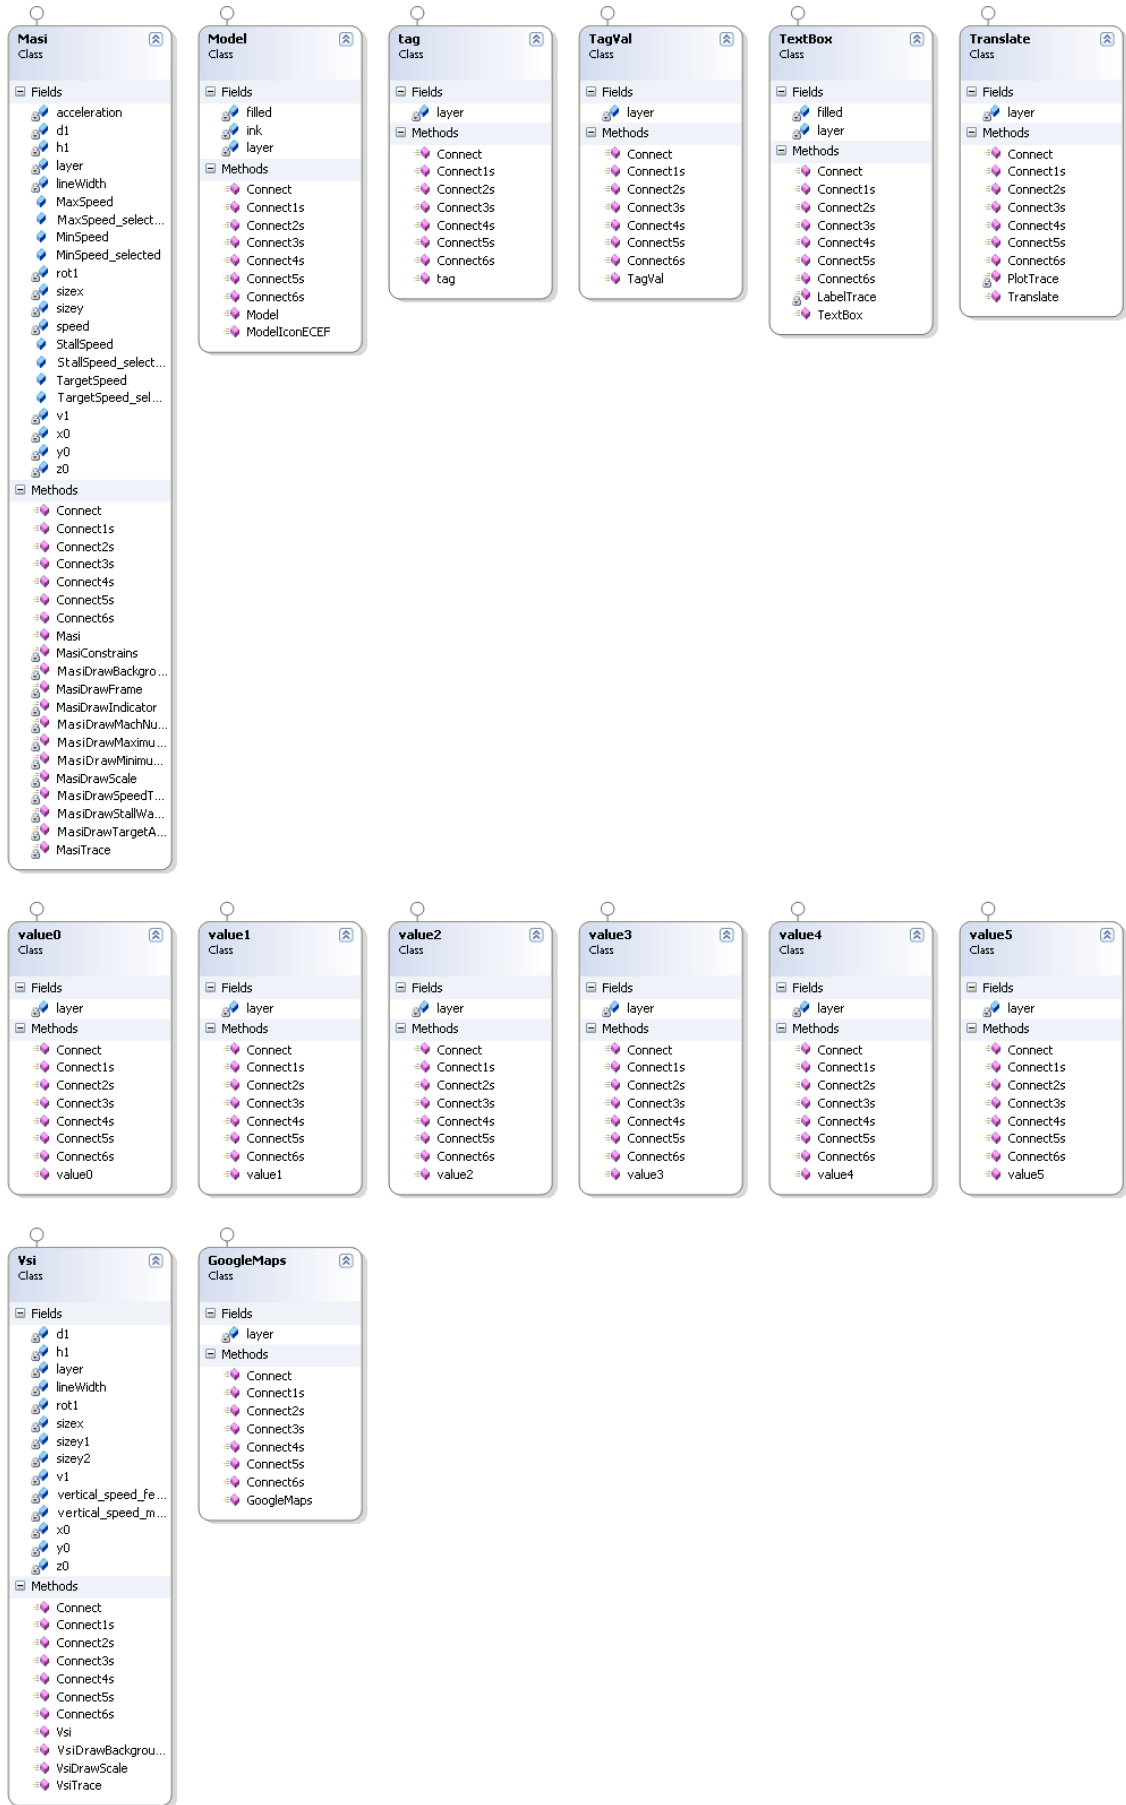 Masi
Class
Fields
acceleration
d1
h1
layer
lineWidth
MaxSpeed
MaxSpeed_select...
MinSpeed
MinSpeed_selected
rot1
sizex
sizey
speed
StallSpeed
StallSpeed_select...
TargetSpeed
TargetSpeed_sel...
v1
x0
y0
z0
Methods
Connect
Connect1s
Connect2s
Connect3s
Connect4s
Connect5s
Connect6s
Masi
MasiConstrains
MasiDrawBackgro...
MasiDrawFrame
MasiDrawIndicator
MasiDrawMachNu...
MasiDrawMaximu...
MasiDrawMinimu...
MasiDrawScale
MasiDrawSpeedT...
MasiDrawStallWa...
MasiDrawTargetA...
MasiTrace
Model
Class
Fields
filled
ink
layer
Methods
Connect
Connect1s
Connect2s
Connect3s
Connect4s
Connect5s
Connect6s
Model
ModelIconECEF
tag
Class
Fields
layer
Methods
Connect
Connect1s
Connect2s
Connect3s
Connect4s
Connect5s
Connect6s
tag
TagVal
Class
Fields
layer
Methods
Connect
Connect1s
Connect2s
Connect3s
Connect4s
Connect5s
Connect6s
TagVal
TextBox
Class
Fields
filled
layer
Methods
Connect
Connect1s
Connect2s
Connect3s
Connect4s
Connect5s
Connect6s
LabelTrace
TextBox
Translate
Class
Fields
layer
Methods
Connect
Connect1s
Connect2s
Connect3s
Connect4s
Connect5s
Connect6s
PlotTrace
Translate
value0
Class
Fields
layer
Methods
Connect
Connect1s
Connect2s
Connect3s
Connect4s
Connect5s
Connect6s
value0
value1
Class
Fields
layer
Methods
Connect
Connect1s
Connect2s
Connect3s
Connect4s
Connect5s
Connect6s
value1
value2
Class
Fields
layer
Methods
Connect
Connect1s
Connect2s
Connect3s
Connect4s
Connect5s
Connect6s
value2
value3
Class
Fields
layer
Methods
Connect
Connect1s
Connect2s
Connect3s
Connect4s
Connect5s
Connect6s
value3
value4
Class
Fields
layer
Methods
Connect
Connect1s
Connect2s
Connect3s
Connect4s
Connect5s
Connect6s
value4
value5
Class
Fields
layer
Methods
Connect
Connect1s
Connect2s
Connect3s
Connect4s
Connect5s
Connect6s
value5
Vsi
Class
Fields
d1
h1
layer
lineWidth
rot1
sizex
sizey1
sizey2
v1
vertical_speed_fe...
vertical_speed_m...
x0
y0
z0
Methods
Connect
Connect1s
Connect2s
Connect3s
Connect4s
Connect5s
Connect6s
Vsi
VsiDrawBackgrou...
VsiDrawScale
VsiTrace
GoogleMaps
Class
Fields
layer
Methods
Connect
Connect1s
Connect2s
Connect3s
Connect4s
Connect5s
Connect6s
GoogleMaps